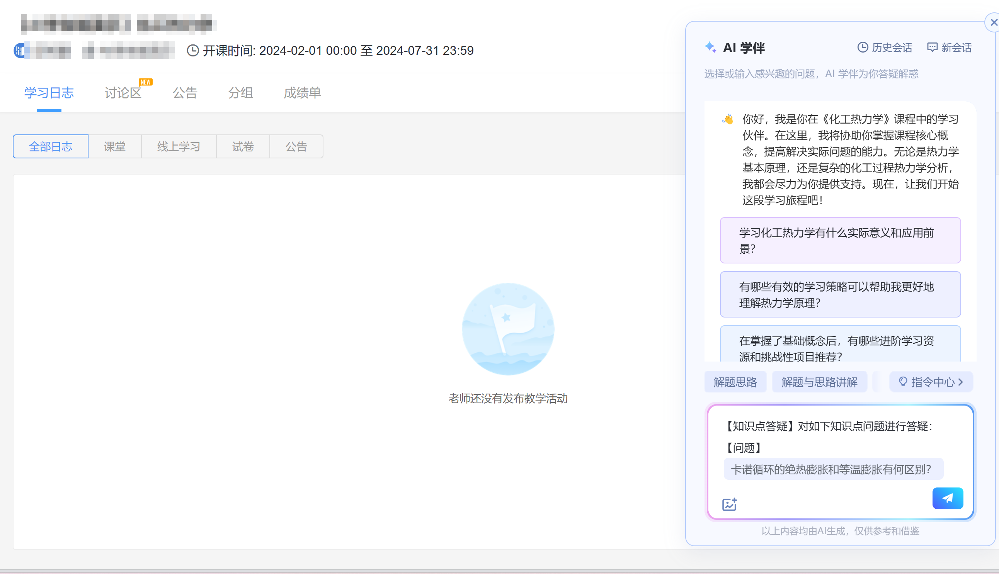 开课时间: 2024-02-01 00:00 至 2024-07-31 23:59
学习日志
讨论区
NEW
公告
分组
成绩单
全部日志
课堂
线上学习
试卷
公告
老师还没有发布教学活动
AI 学伴
历史会话
新会话
选择或输入感兴趣的问题，AI 学伴为你答疑解惑
你好，我是你在《化工热力学》课程中的学习
伙伴。在这里，我将协助你掌握课程核心概
念，提高解决实际问题的能力。无论是热力学
基本原理，还是复杂的化工过程热力学分析，
我都会尽力为你提供支持。现在，让我们开始
这段学习旅程吧！
学习化工热力学有什么实际意义和应用前
景？
有哪些有效的学习策略可以帮助我更好地
理解热力学原理？
在掌握了基础概念后，有哪些进阶学习资
源和挑战性项目推荐？
解题思路
解题与思路讲解
指令中心
【知识点答疑】对如下知识点问题进行答疑：
【问题】
卡诺循环的绝热膨胀和等温膨胀有何区别？
以上内容均由AI生成，仅供参考和借鉴